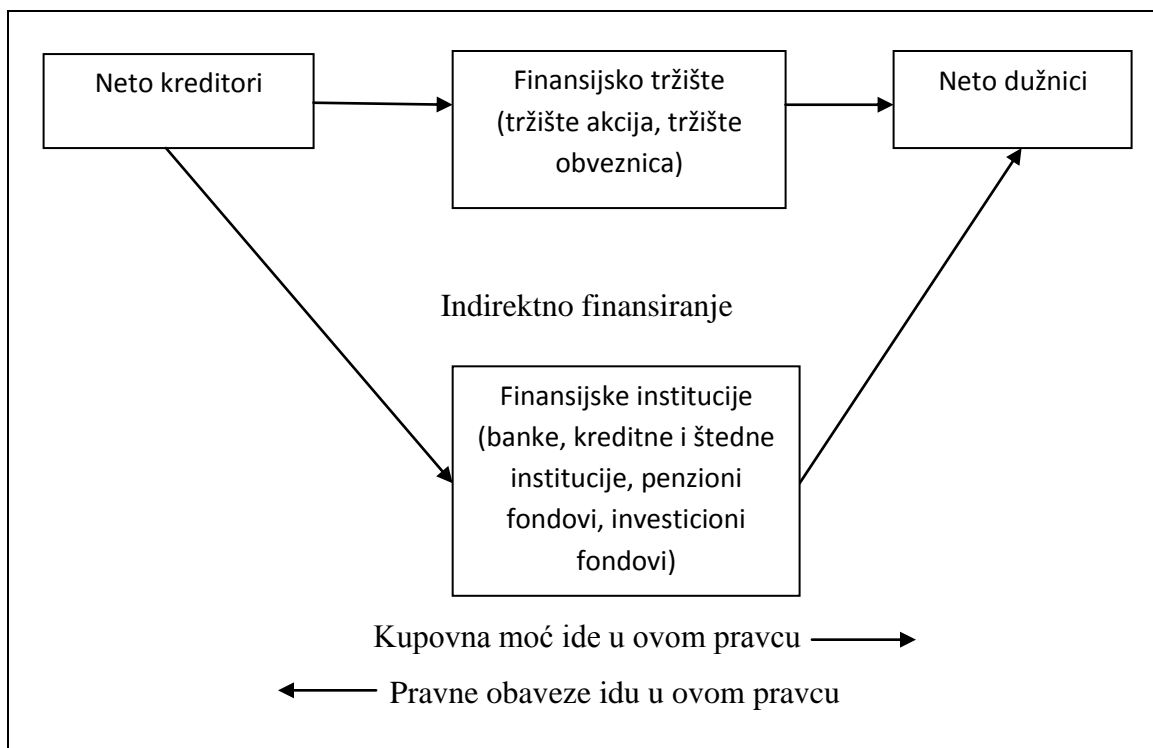 Neto kreditori
Finansijsko tržište
(tržište akcija, tržište
obveznica)
Neto dužnici
Indirektno finansiranje
Finansijske institucije
(banke, kreditne i štedne
institucije, penzioni
fondovi, investicioni
fondovi)
Kupovna moć ide u ovom pravcu
Pravne obaveze idu u ovom pravcu